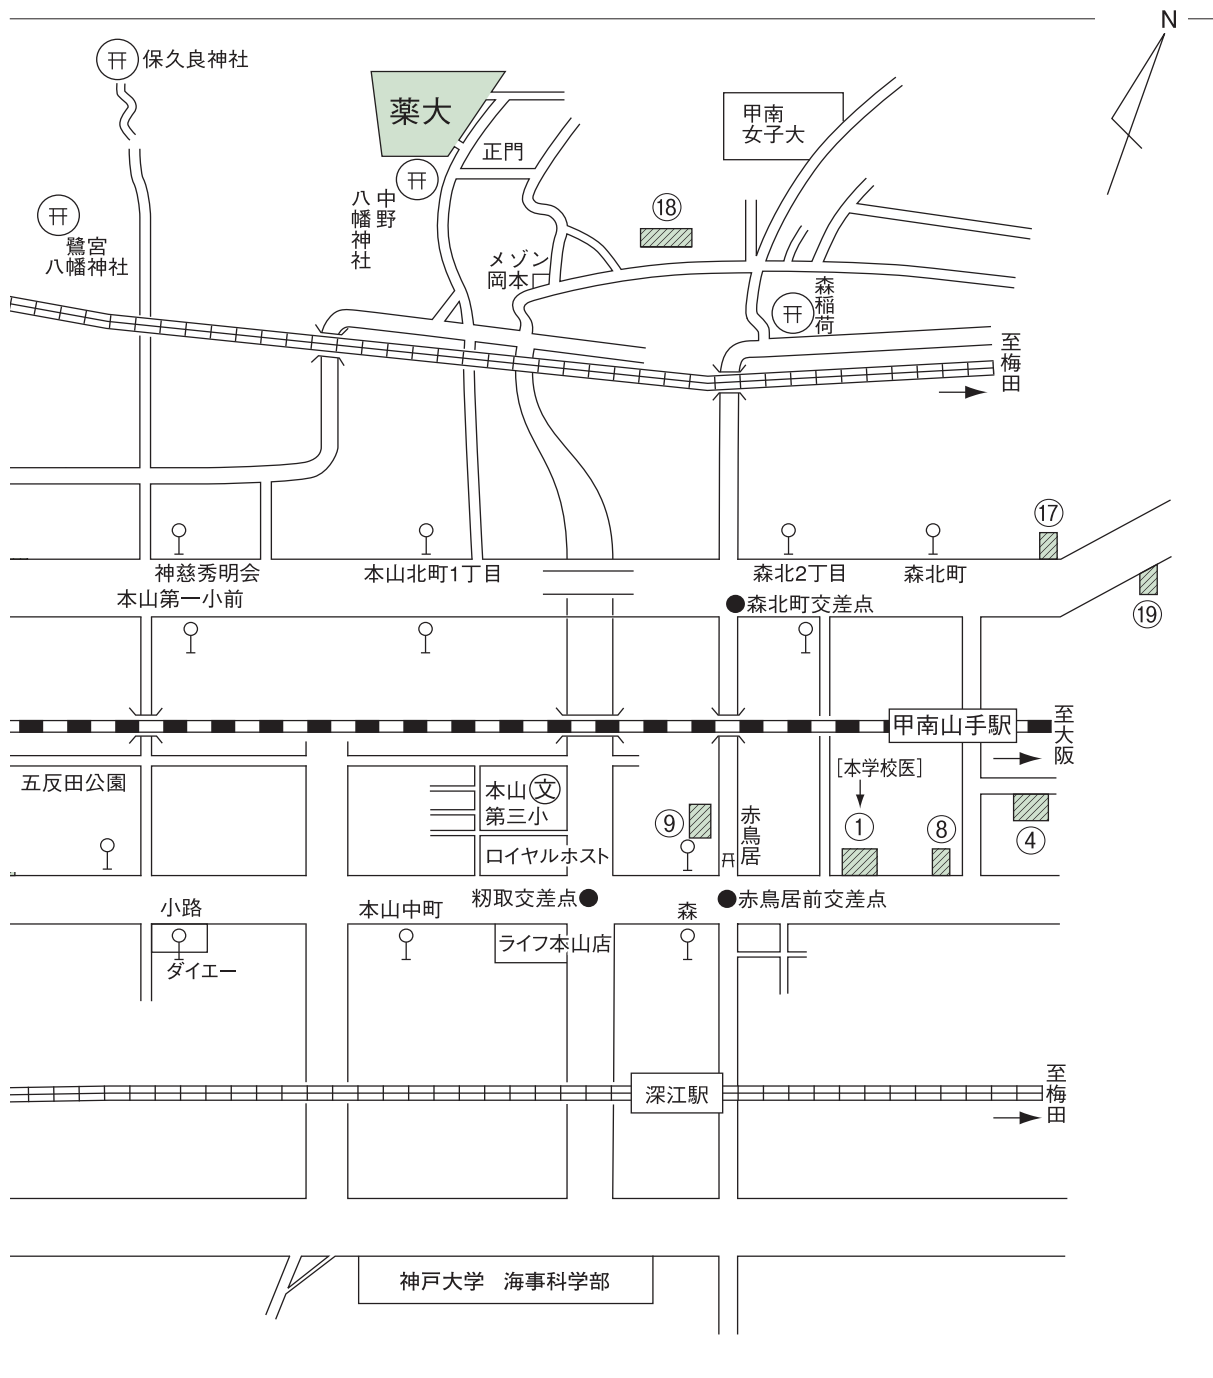 N
保久良神社
薬大
正門
甲南
女子大
中野
八幡神社
鷺宮
八幡神社
⑱
メゾン
岡本
森稲荷
至梅田
⑰
神慈秀明会
本山北町1丁目
森北2丁目
森北町
本山第一小前
森北町交差点
⑲
甲南山手駅
至大阪
五反田公園
本山
第三小
文
[本学校医]
⑨
赤鳥居
①
⑧
④
ロイヤルホスト
籾取交差点
赤鳥居前交差点
小路
本山中町
森
ライフ本山店
ダイエー
深江駅
至梅田
神戸大学 海事科学部